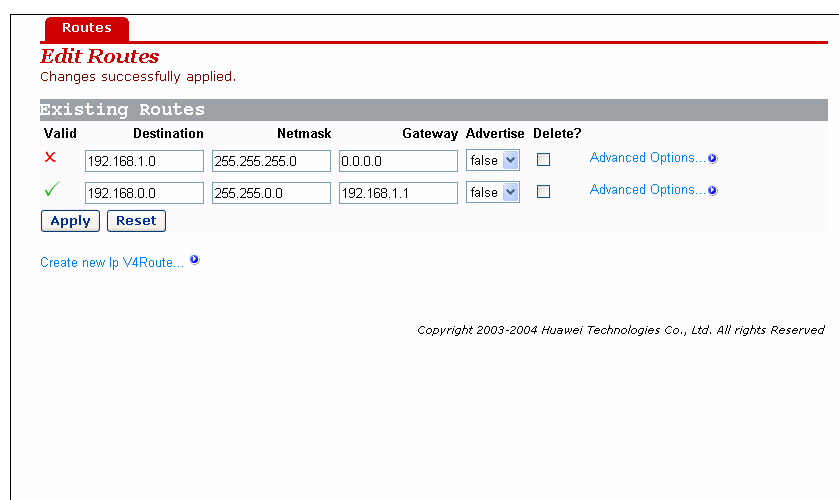 Routes
Edit Routes
Changes successfully applied.
Existing Routes
Valid Destination Netmask Gateway Advertise Delete?
192.168.1.0 255.255.255.0 0.0.0.0 false Advanced Options...
192.168.0.0 255.255.0.0 192.168.1.1 false Advanced Options...
Apply Reset
Create new Ip V4Route...
Copyright 2003-2004 Huawei Technologies Co., Ltd. All rights Reserved